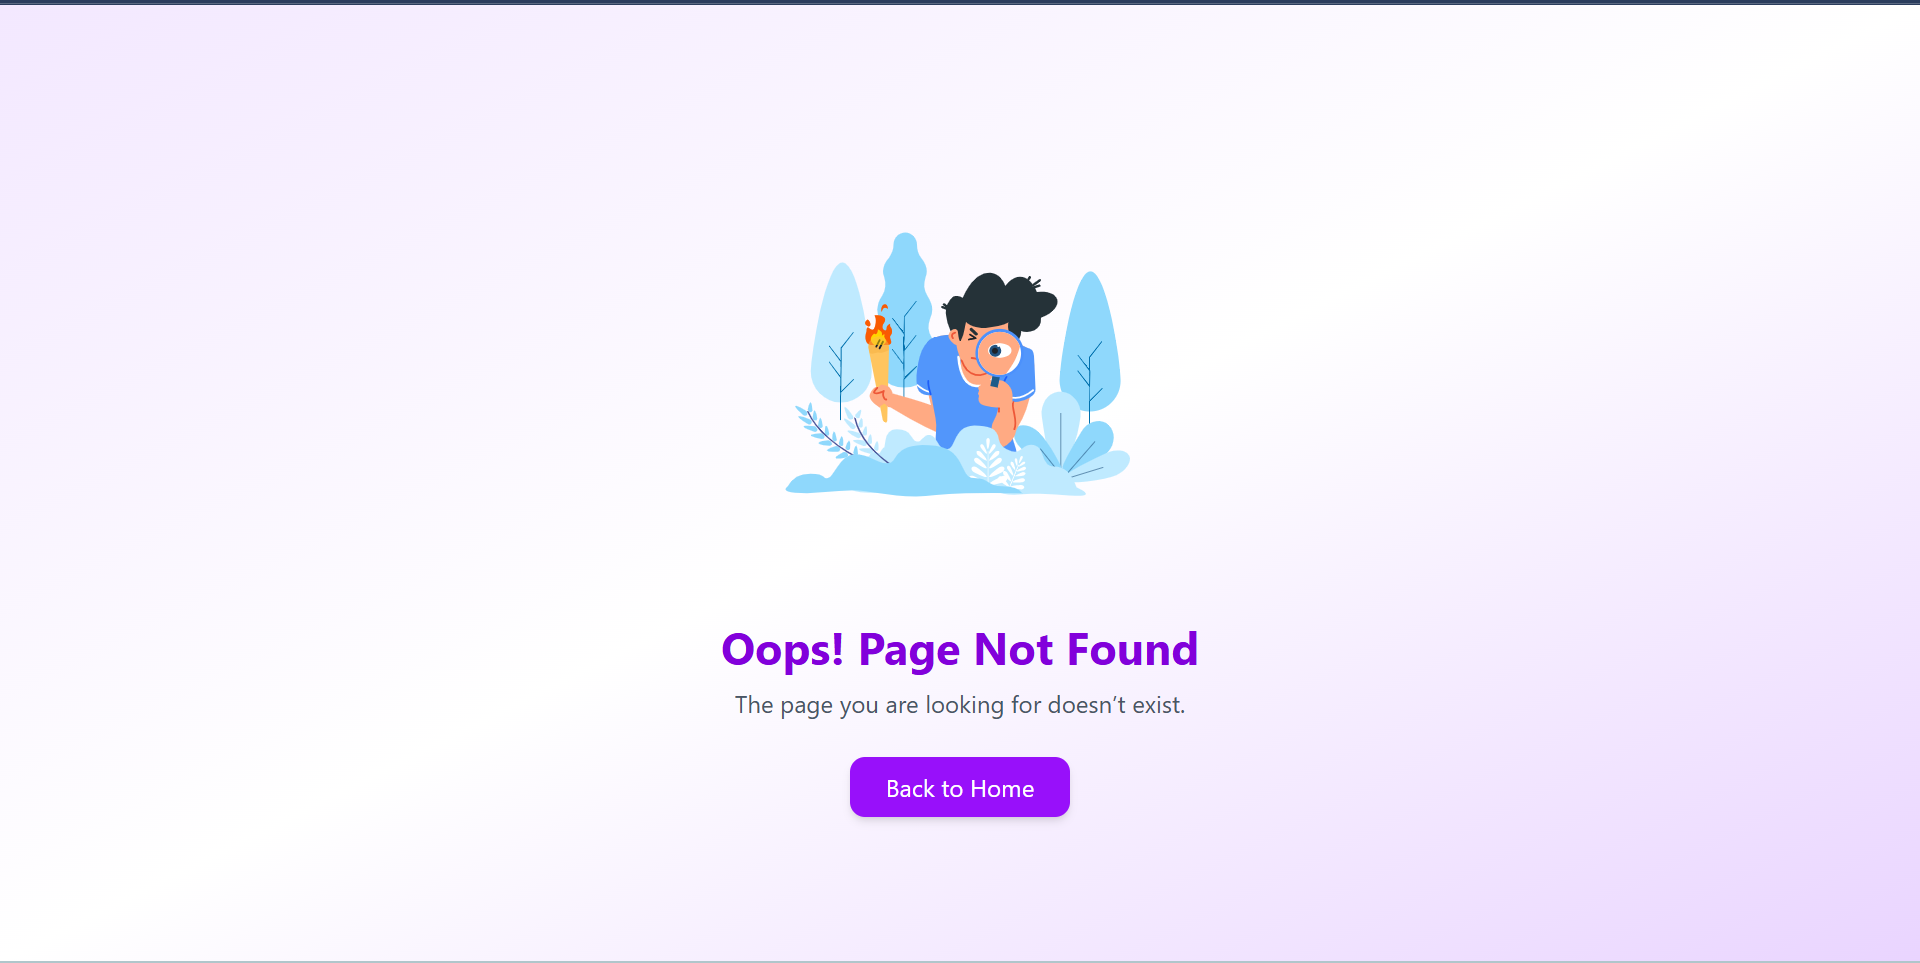 Oops! Page Not Found
The page you are looking for doesn’t exist.
Back to Home